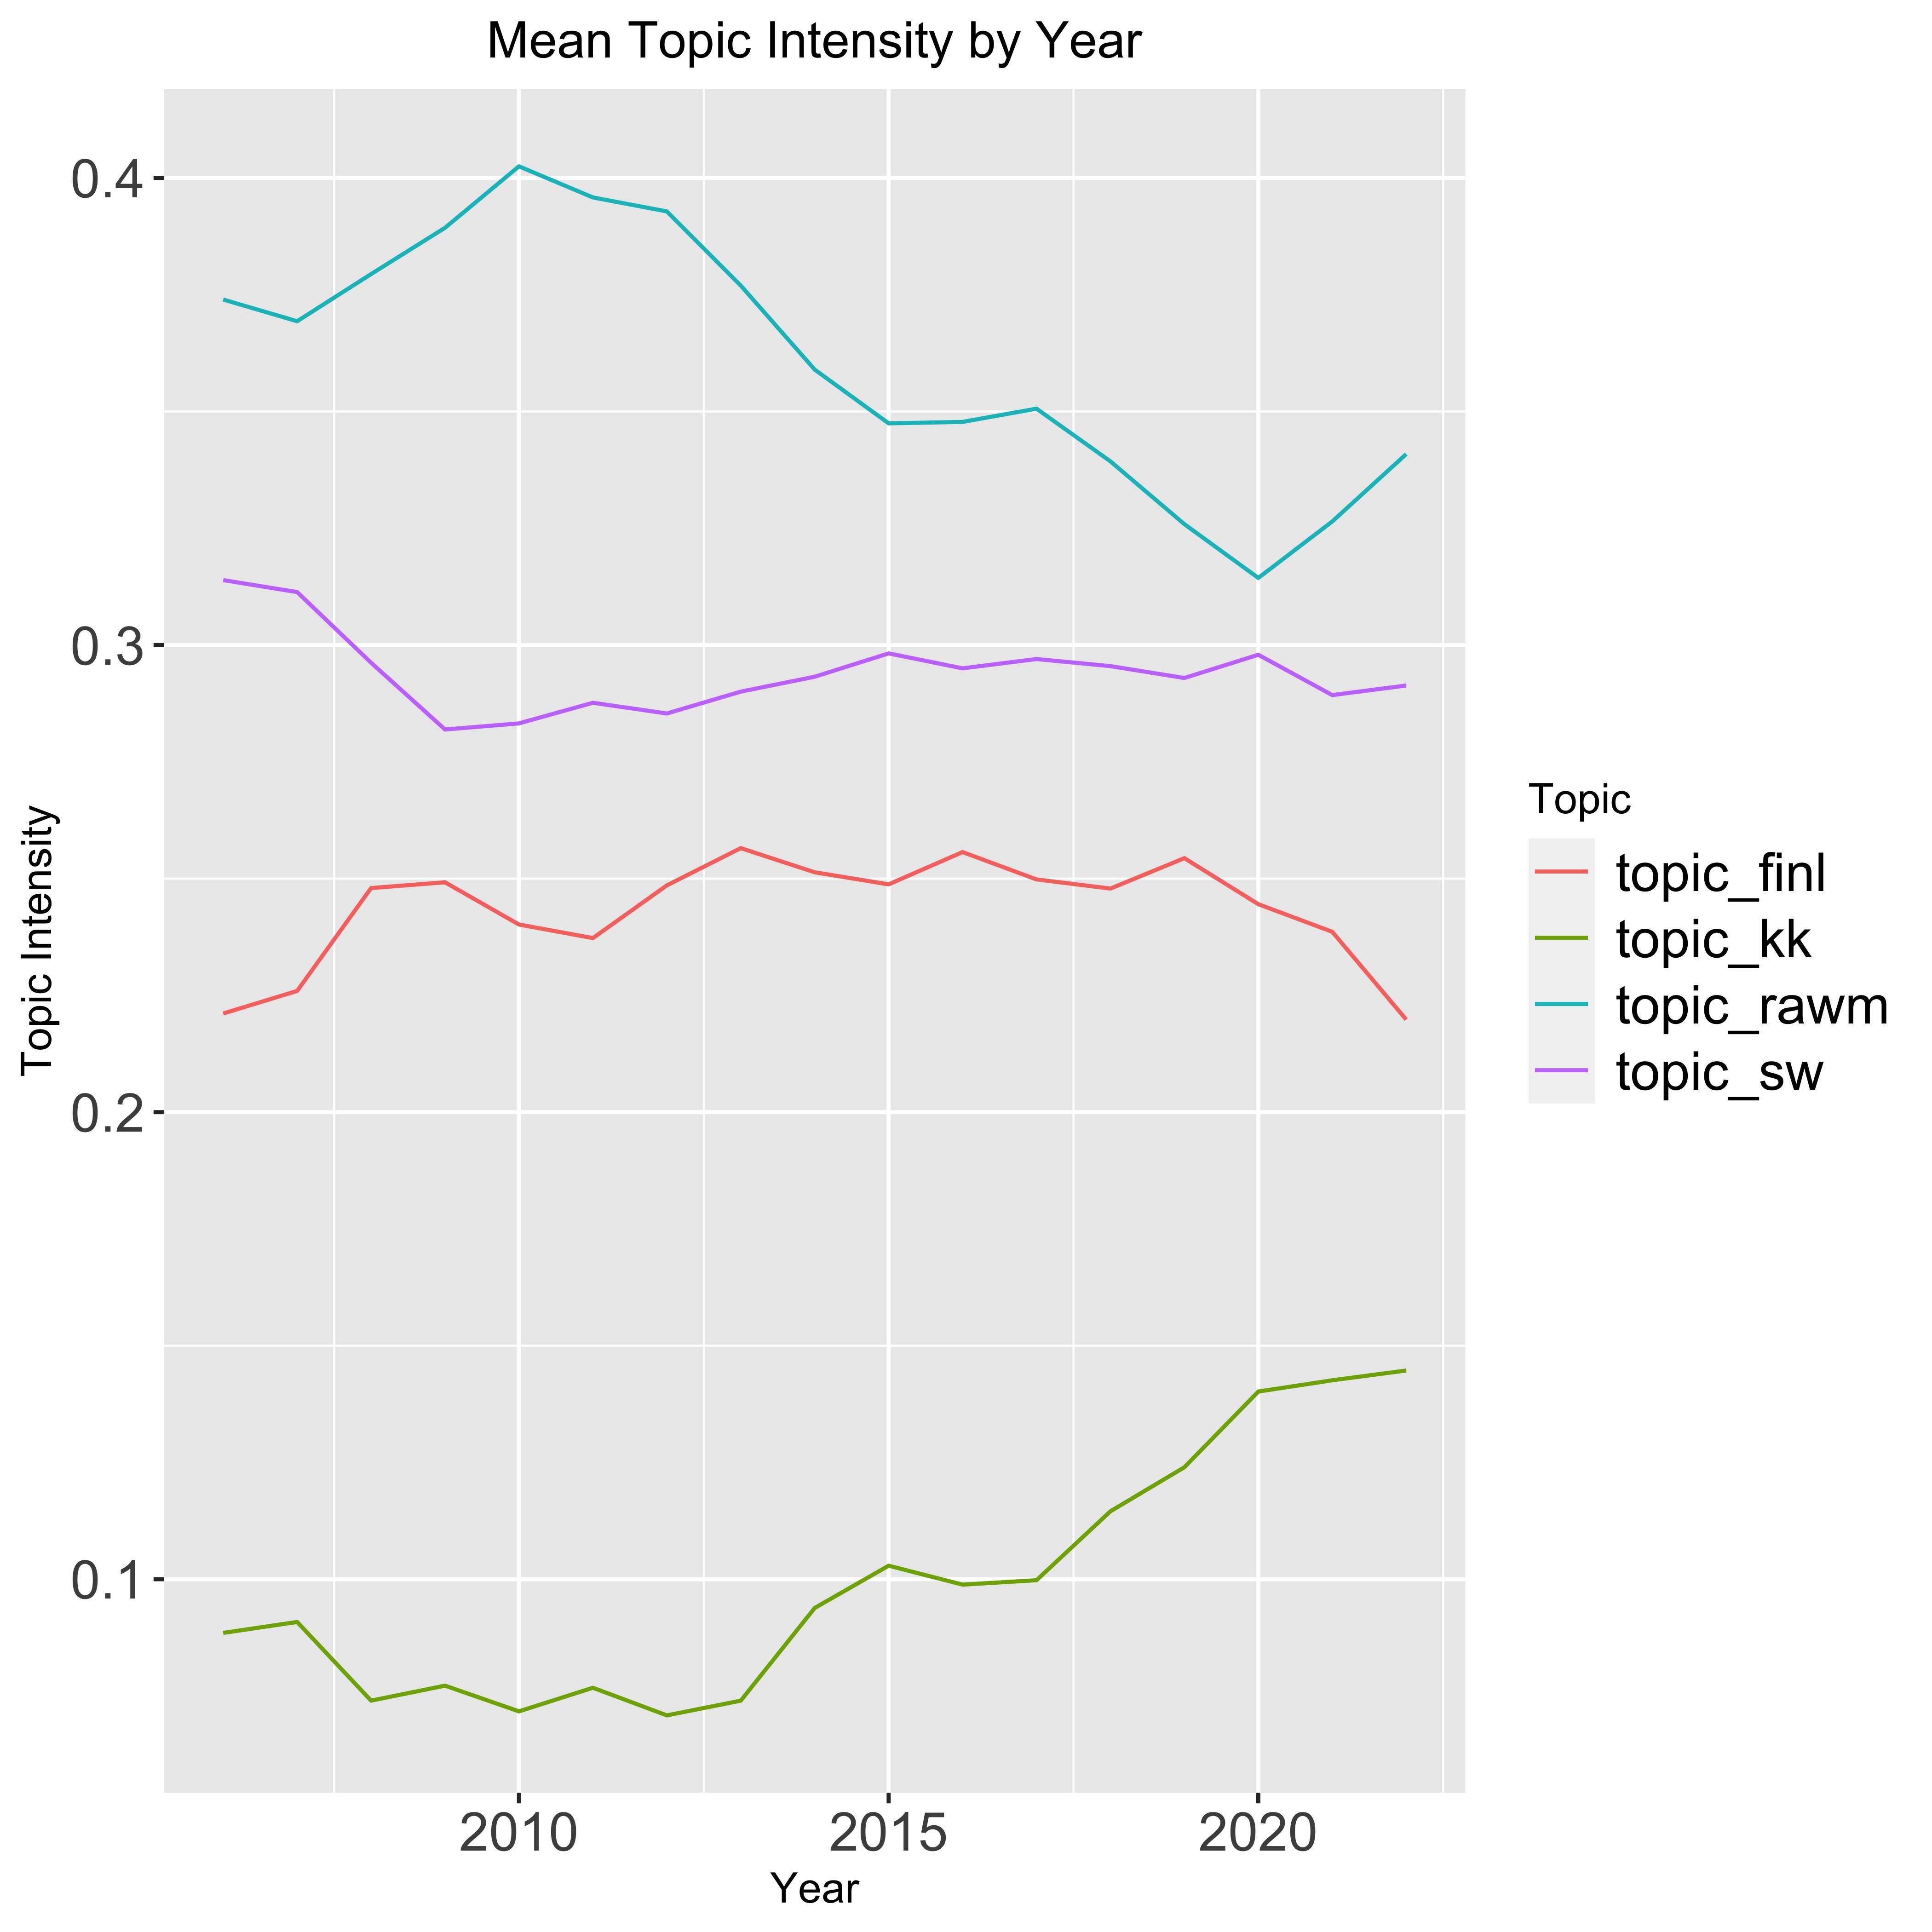 Mean Topic Intensity by Year
Topic Intensity
0.4
0.3
0.2
0.1
2010
2015
2020
Year
Topic
topic_finl
topic_kk
topic_rawm
topic_sw